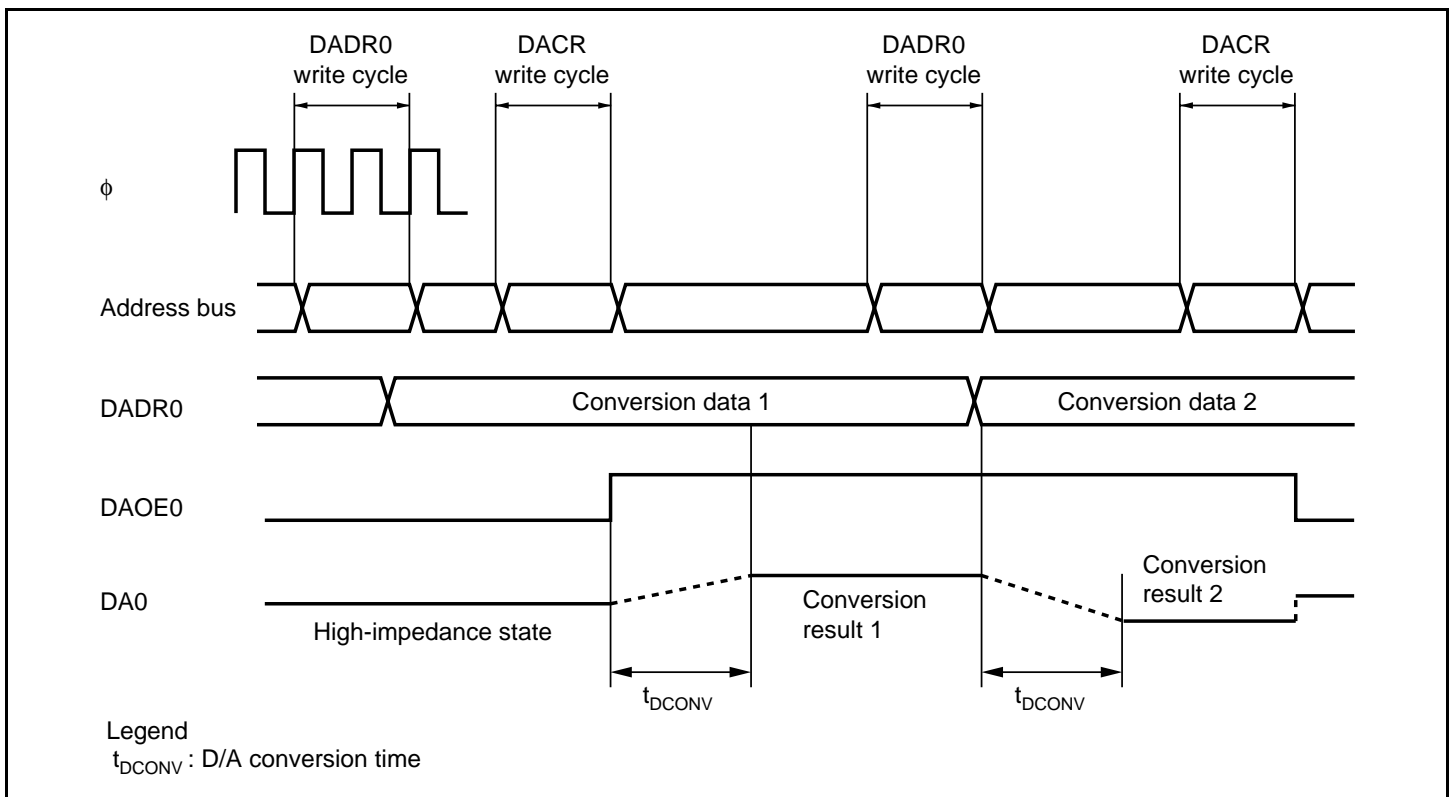 DADR0
write cycle
DACR
write cycle
DADR0
write cycle
DACR
write cycle
ϕ
Address bus
DADR0
Conversion data 1
Conversion data 2
DAOE0
DA0
High-impedance state
Conversion
result 1
Conversion
result 2
tDCONV
tDCONV
Legend
tDCONV : D/A conversion time